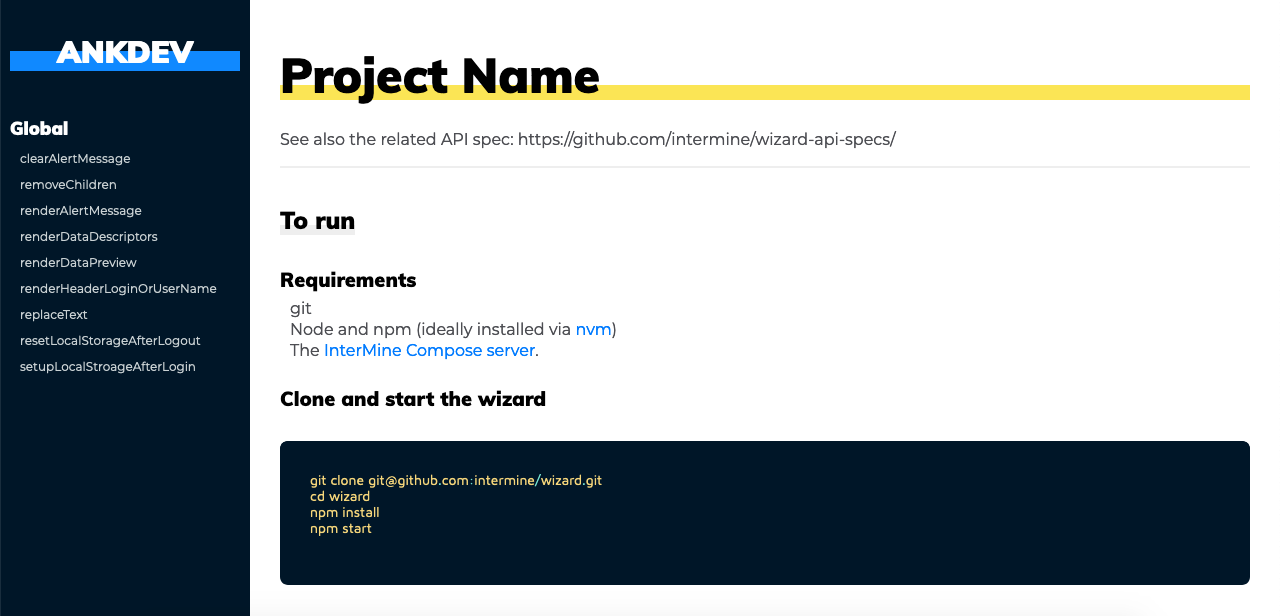 ANKDEV
Global
clearAlertMessage
removeChildren
renderAlertMessage
renderDataDescriptors
renderDataPreview
renderHeaderLoginOrUserName
replaceText
resetLocalStorageAfterLogout
setupLocalStroageAfterLogin
Project Name
See also the related API spec: https://github.com/intermine/wizard-api-specs/
To run
Requirements
git
Node and npm (ideally installed via nvm)
The InterMine Compose server.
Clone and start the wizard
git clone git@github.com:intermine/wizard.git
cd wizard
npm install
npm start